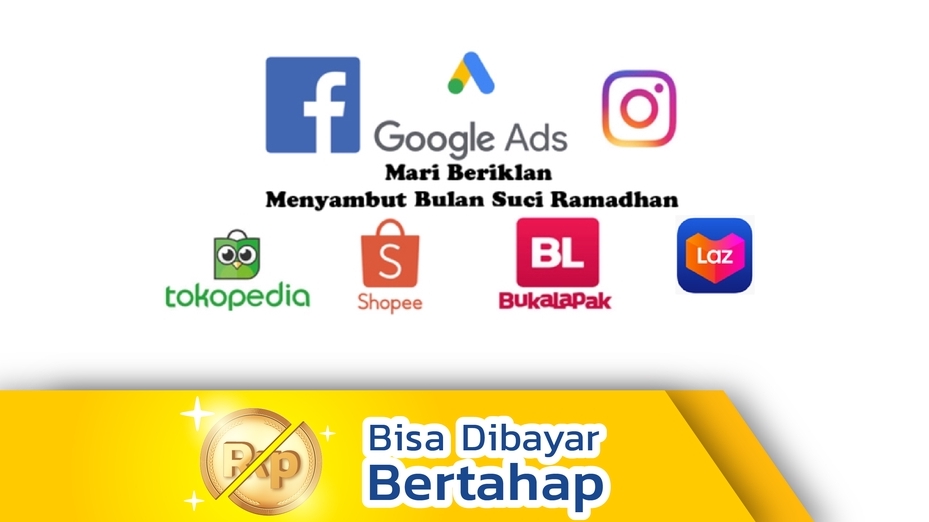 f
Google Ads
Mari Beriklan
Menyambut Bulan Suci Ramadhan
tokopedia
S
Shopee
BL
BukaLapak
Laz
Rp
Bisa Dibayar
Bertahap